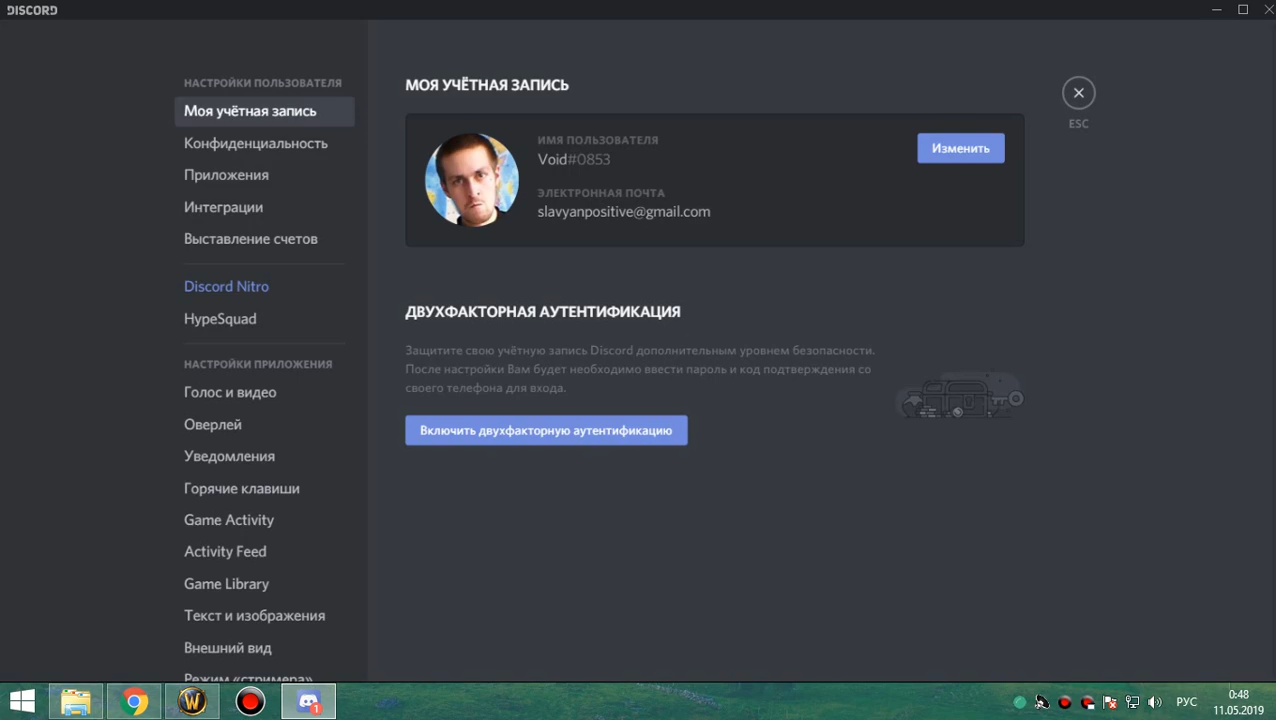 DISCORD
НАСТРОЙКИ ПОЛЬЗОВАТЕЛЯ
Моя учётная запись
Конфиденциальность
Приложения
Интеграции
Выставление счетов
Discord Nitro
HypeSquad
НАСТРОЙКИ ПРИЛОЖЕНИЯ
Голос и видео
Оверлей
Уведомления
Горячие клавиши
Game Activity
Activity Feed
Game Library
Текст и изображения
Внешний вид
Режим «стримера»
МОЯ УЧЁТНАЯ ЗАПИСЬ
ИМЯ ПОЛЬЗОВАТЕЛЯ
Void#0853
ЭЛЕКТРОННАЯ ПОЧТА
slavyanpositive@gmail.com
Изменить
ESC
ДВУХФАКТОРНАЯ АУТЕНТИФИКАЦИЯ
Защитите свою учётную запись Discord дополнительным уровнем безопасности.
После настройки Вам будет необходимо ввести пароль и код подтверждения со
своего телефона для входа.
Включить двухфакторную аутентификацию
W
1
РУС
0:48
11.05.2019